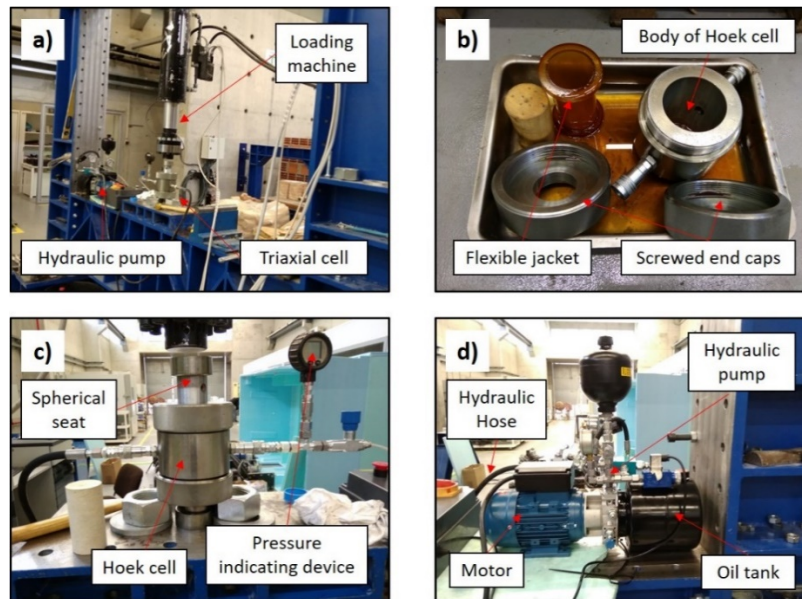 a)
Loading
machine
Hydraulic pump
Triaxial cell
b)
Body of Hoek cell
Flexible jacket
Screwed end caps
c)
Spherical
seat
Hoek cell
Pressure
indicating device
d)
Hydraulic
pump
Hydraulic
Hose
Motor
Oil tank